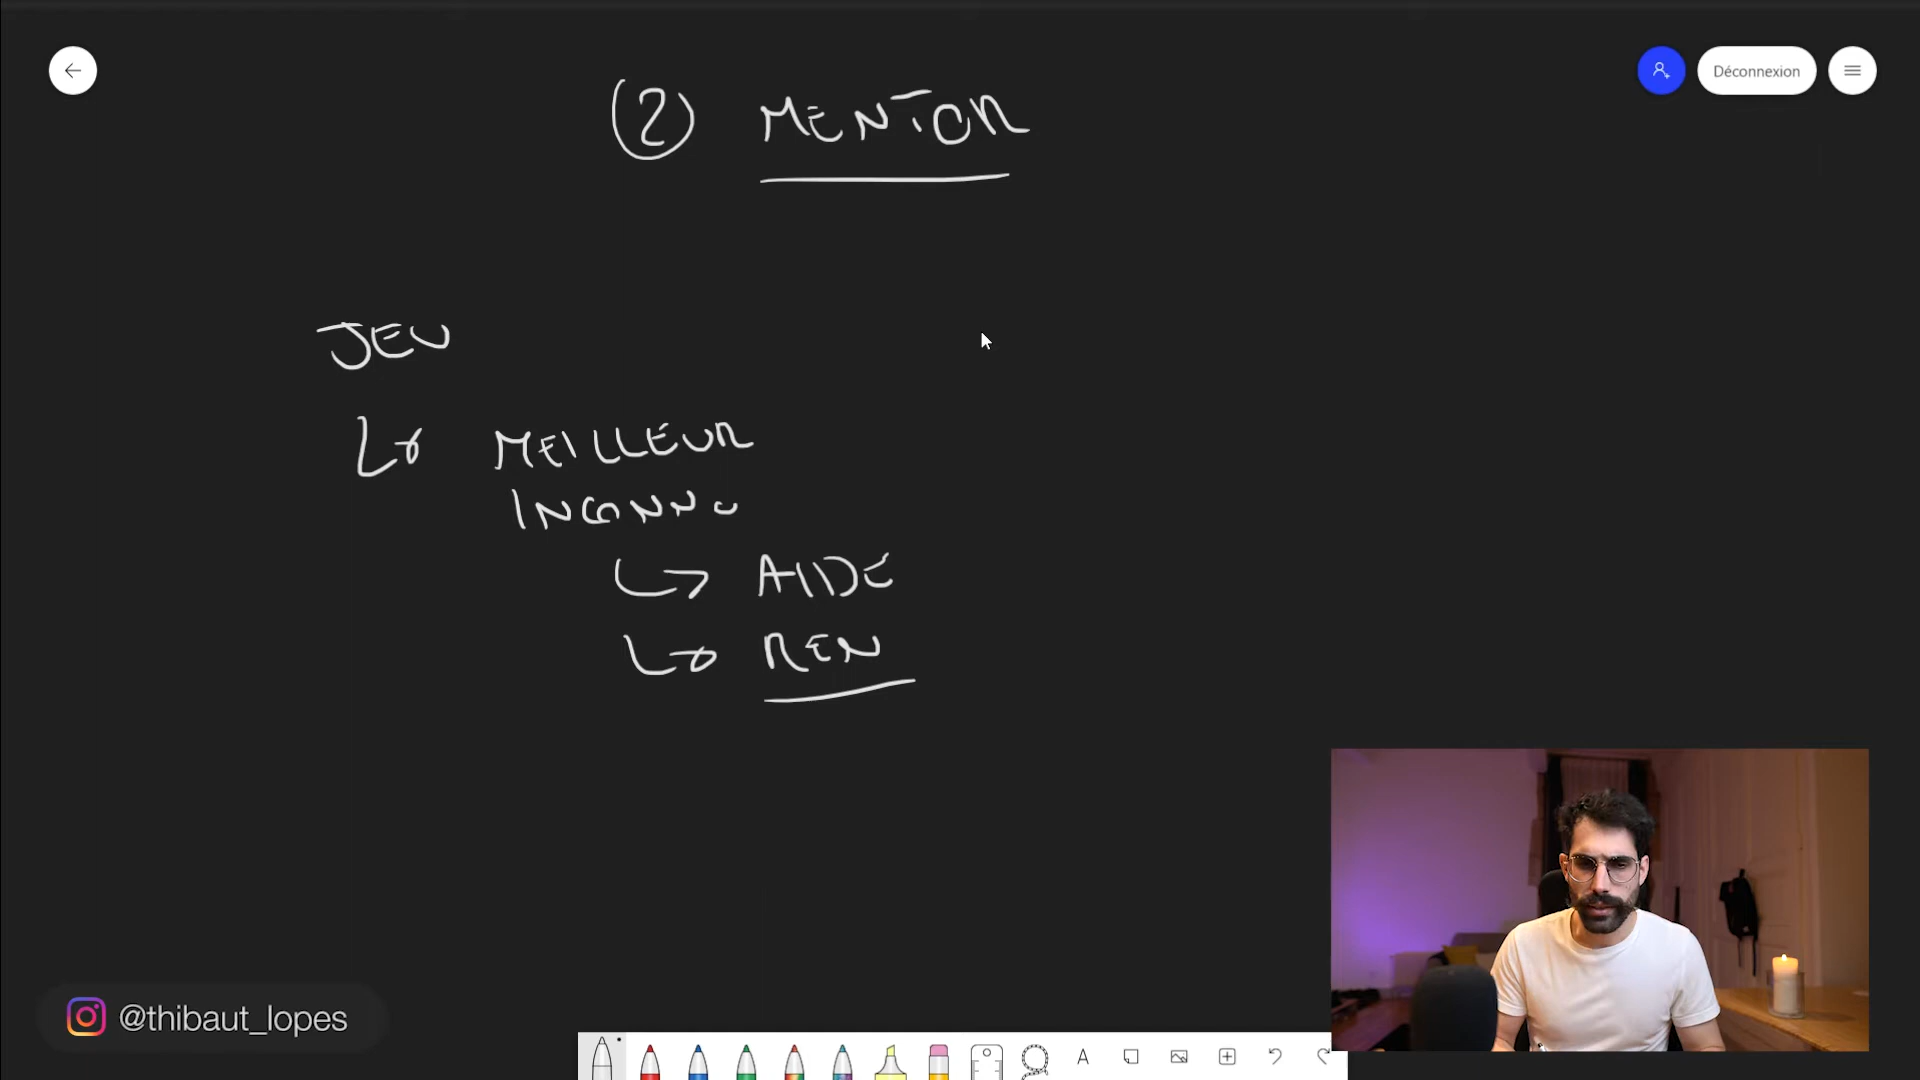 Déconnexion
② MENTOR
JEU
MEILLEUR
INCONNU
AIDE
REN
@thibaut_lopes
A